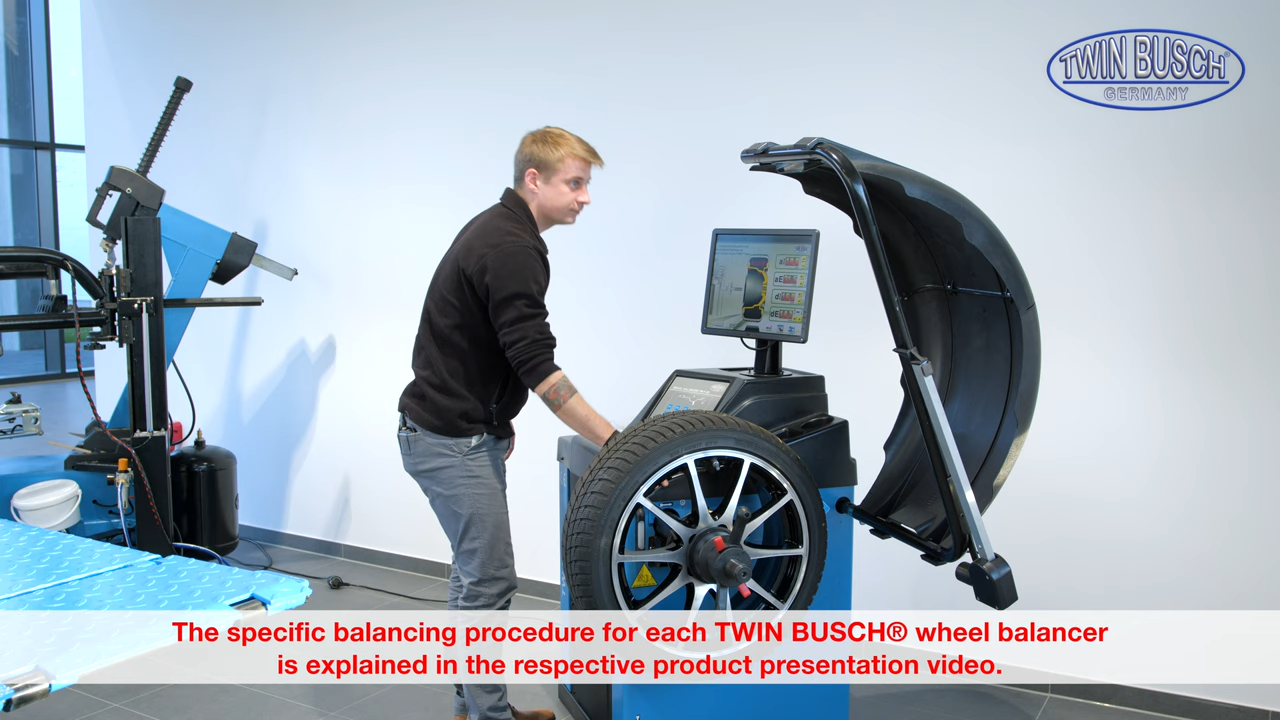 TWIN BUSCH®
GERMANY
The specific balancing procedure for each TWIN BUSCH® wheel balancer
is explained in the respective product presentation video.